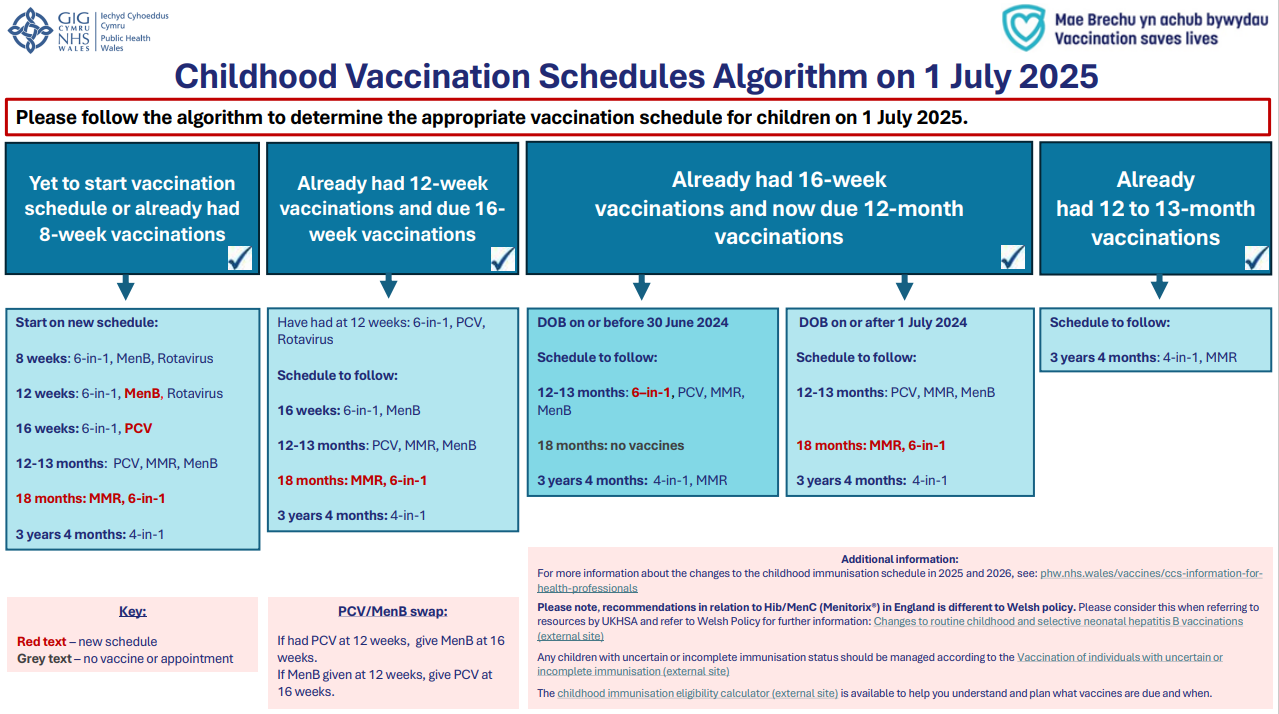 GIG
CYMRU
NHS
WALES
Iechyd Cyhoeddus
Cymru
Public Health
Wales
Mae Brechu yn achub bywydau
Vaccination saves lives
Childhood Vaccination Schedules Algorithm on 1 July 2025
Please follow the algorithm to determine the appropriate vaccination schedule for children on 1 July 2025.
Yet to start vaccination
schedule or already had
8-week vaccinations
Already had 12-week
vaccinations and due 16-
week vaccinations
Already had 16-week
vaccinations and now due 12-month
vaccinations
Already
had 12 to 13-month
vaccinations
Start on new schedule:
8 weeks: 6-in-1, MenB, Rotavirus
12 weeks: 6-in-1, MenB, Rotavirus
16 weeks: 6-in-1, PCV
12-13 months: PCV, MMR, MenB
18 months: MMR, 6-in-1
3 years 4 months: 4-in-1
Have had at 12 weeks: 6-in-1, PCV,
Rotavirus
Schedule to follow:
16 weeks: 6-in-1, MenB
12-13 months: PCV, MMR, MenB
18 months: MMR, 6-in-1
3 years 4 months: 4-in-1
DOB on or before 30 June 2024
Schedule to follow:
12-13 months: 6–in-1, PCV, MMR,
MenB
18 months: no vaccines
3 years 4 months: 4-in-1, MMR
DOB on or after 1 July 2024
Schedule to follow:
12-13 months: PCV, MMR, MenB
18 months: MMR, 6-in-1
3 years 4 months: 4-in-1
Schedule to follow:
3 years 4 months: 4-in-1, MMR
Key:
Red text – new schedule
Grey text – no vaccine or appointment
PCV/MenB swap:
If had PCV at 12 weeks, give MenB at 16
weeks.
If MenB given at 12 weeks, give PCV at
16 weeks.
Additional information:
For more information about the changes to the childhood immunisation schedule in 2025 and 2026, see: phw.nhs.wales/vaccines/ccs-information-for-
health-professionals
Please note, recommendations in relation to Hib/MenC (Menitorix®) in England is different to Welsh policy. Please consider this when referring to
resources by UKHSA and refer to Welsh Policy for further information: Changes to routine childhood and selective neonatal hepatitis B vaccinations
(external site)
Any children with uncertain or incomplete immunisation status should be managed according to the Vaccination of individuals with uncertain or
incomplete immunisation (external site)
The childhood immunisation eligibility calculator (external site) is available to help you understand and plan what vaccines are due and when.